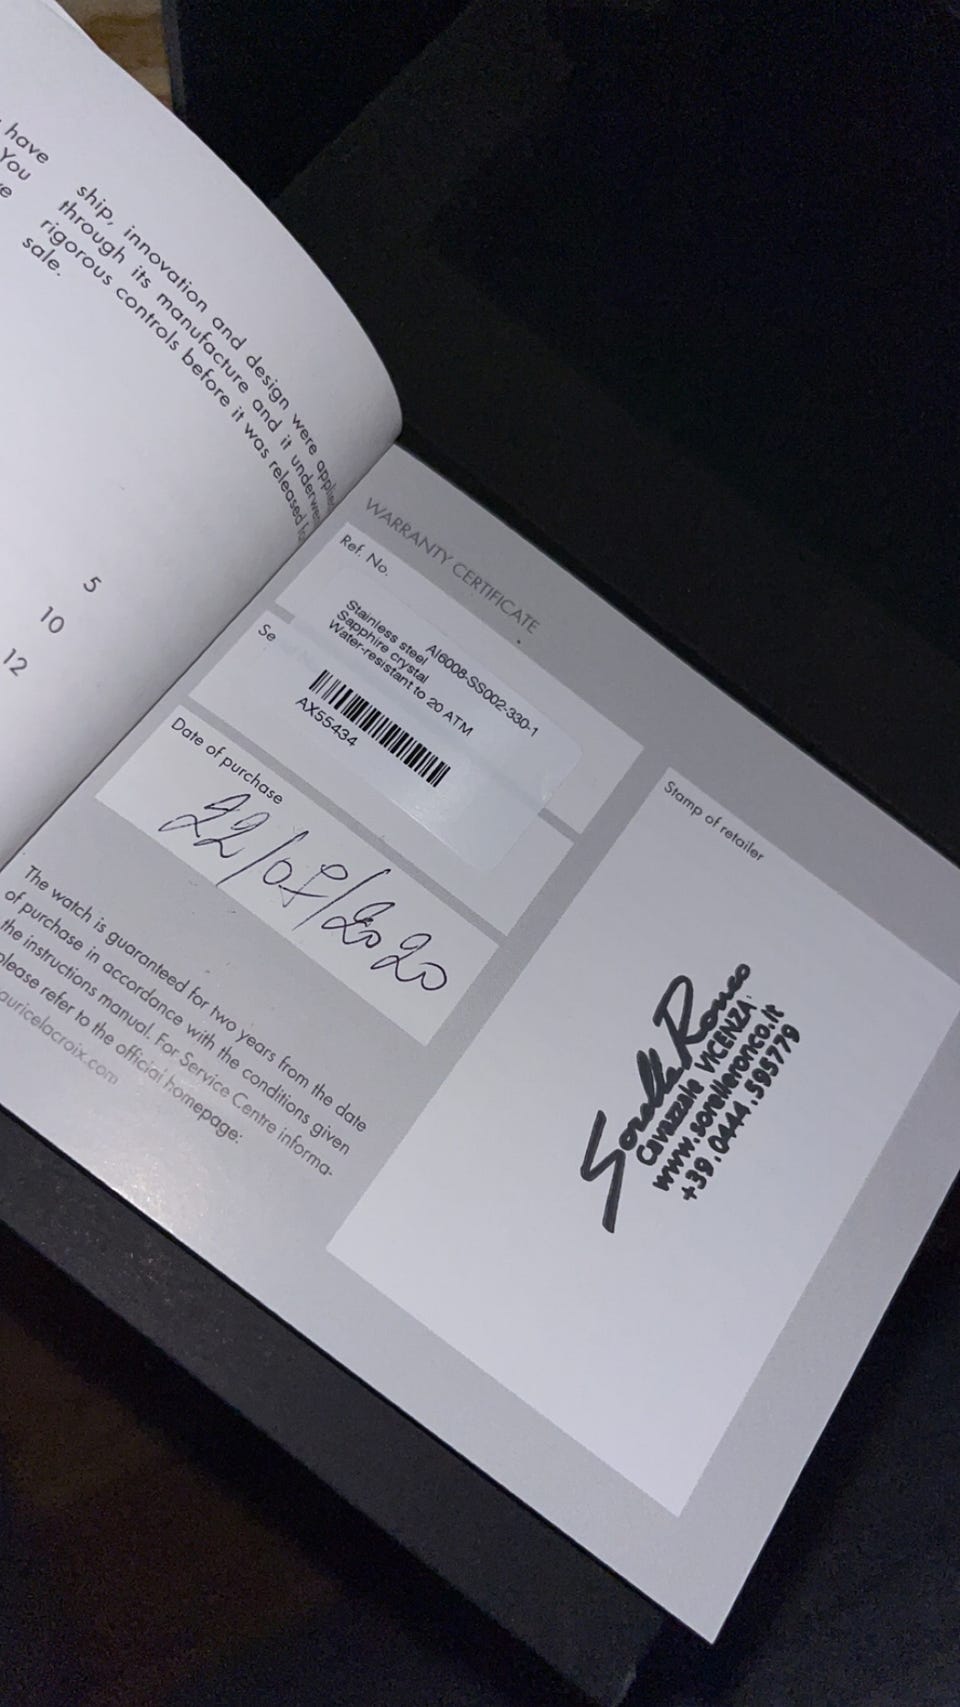 have
You
ship, innovation and design were
through its manufacture and it
rigorous controls before it was released
sale.
5
10
12
WARRANTY CERTIFICATE
Ref. No.
AI6008-SS002-330-1
Stainless steel
Sapphire crystal
Water-resistant to 20 ATM
Se
AX55434
Date of purchase
22/07/2020
The watch is guaranteed for two years from the date
of purchase in accordance with the conditions given
the instructions manual. For Service Centre informa-
please refer to the official homepage:
auricelacroix.com
Stamp of retailer
Sorelle Ronco
Cavazzale VICENZA
www.sorelleronco.it
+39.0444.595779